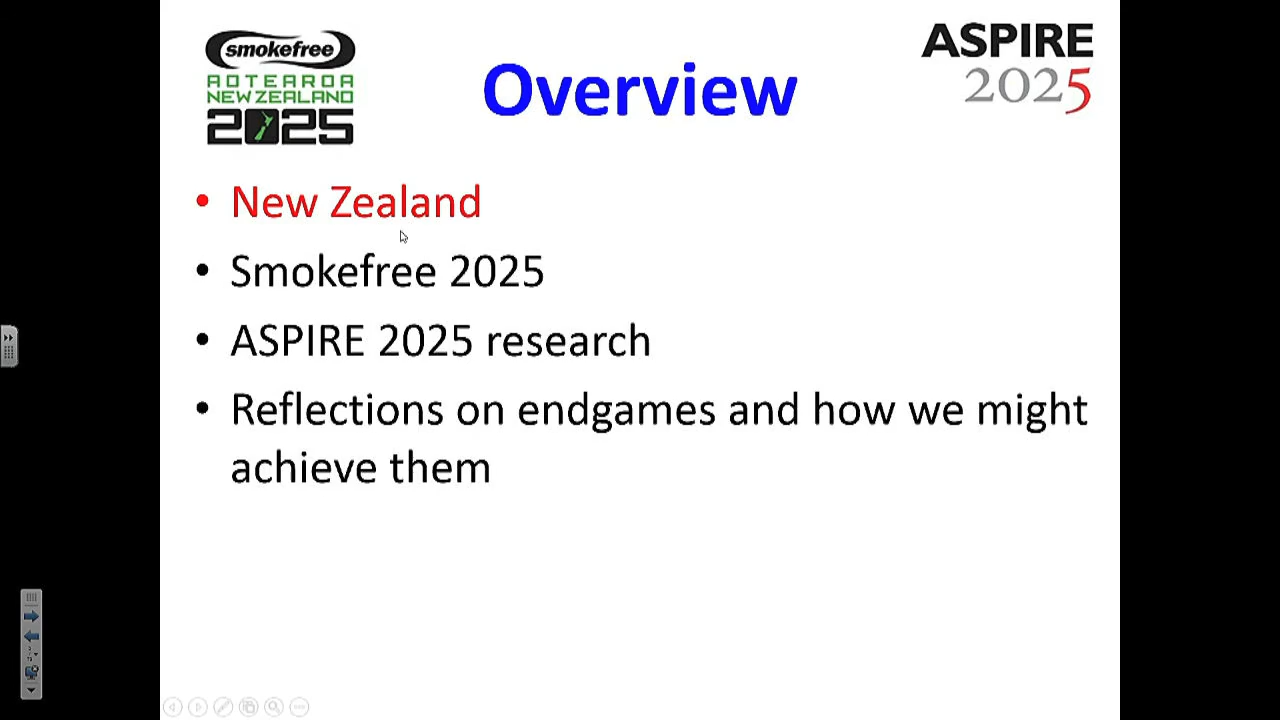 smokefree
AOTEAROA
NEW ZEALAND
2025
Overview
ASPIRE
2025
• New Zealand
• Smokefree 2025
• ASPIRE 2025 research
• Reflections on endgames and how we might
achieve them